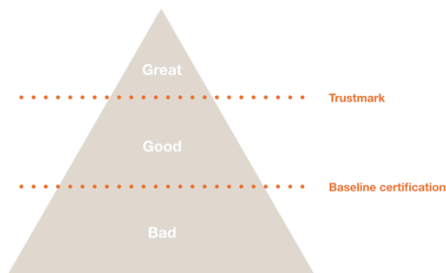 Great
Trustmark
Good
Baseline certification
Bad